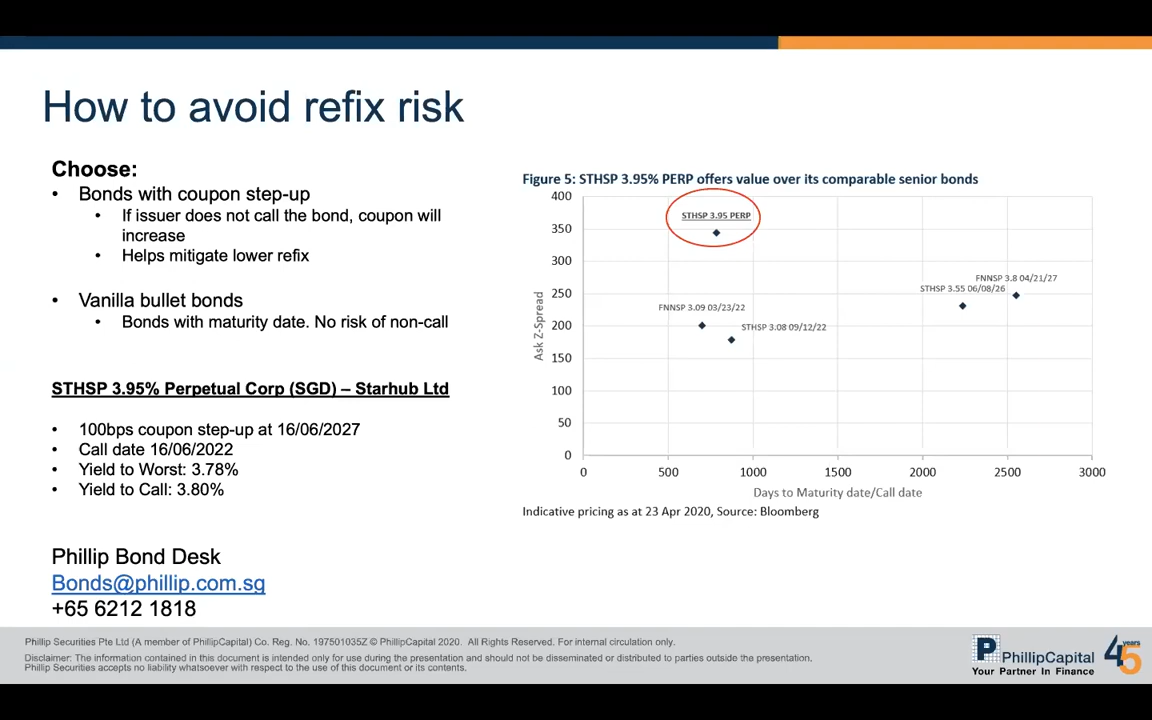 How to avoid refix risk
Choose:
• Bonds with coupon step-up
• If issuer does not call the bond, coupon will
increase
• Helps mitigate lower refix
• Vanilla bullet bonds
• Bonds with maturity date. No risk of non-call
STHSP 3.95% Perpetual Corp (SGD) – Starhub Ltd
• 100bps coupon step-up at 16/06/2027
• Call date 16/06/2022
• Yield to Worst: 3.78%
• Yield to Call: 3.80%
Phillip Bond Desk
Bonds@phillip.com.sg
+65 6212 1818
Figure 5: STHSP 3.95% PERP offers value over its comparable senior bonds
400
350
300
250
200
150
100
50
0
Ask Z-Spread
STHSP 3.95 PERP
FNNSP 3.8 04/21/27
STHSP 3.55 06/08/26
FNNSP 3.09 03/23/22
STHSP 3.08 09/12/22
0 500 1000 1500 2000 2500 3000
Days to Maturity date/Call date
Indicative pricing as at 23 Apr 2020, Source: Bloomberg
Phillip Securities Pte Ltd (A member of PhillipCapital) Co. Reg. No. 197501035Z © PhillipCapital 2020. All Rights Reserved. For internal circulation only.
Disclaimer: The information contained in this document is intended only for use during the presentation and should not be disseminated or distributed to parties outside the presentation.
Phillip Securities accepts no liability whatsoever with respect to the use of this document or its contents.
P PhillipCapital
Your Partner In Finance
45 years